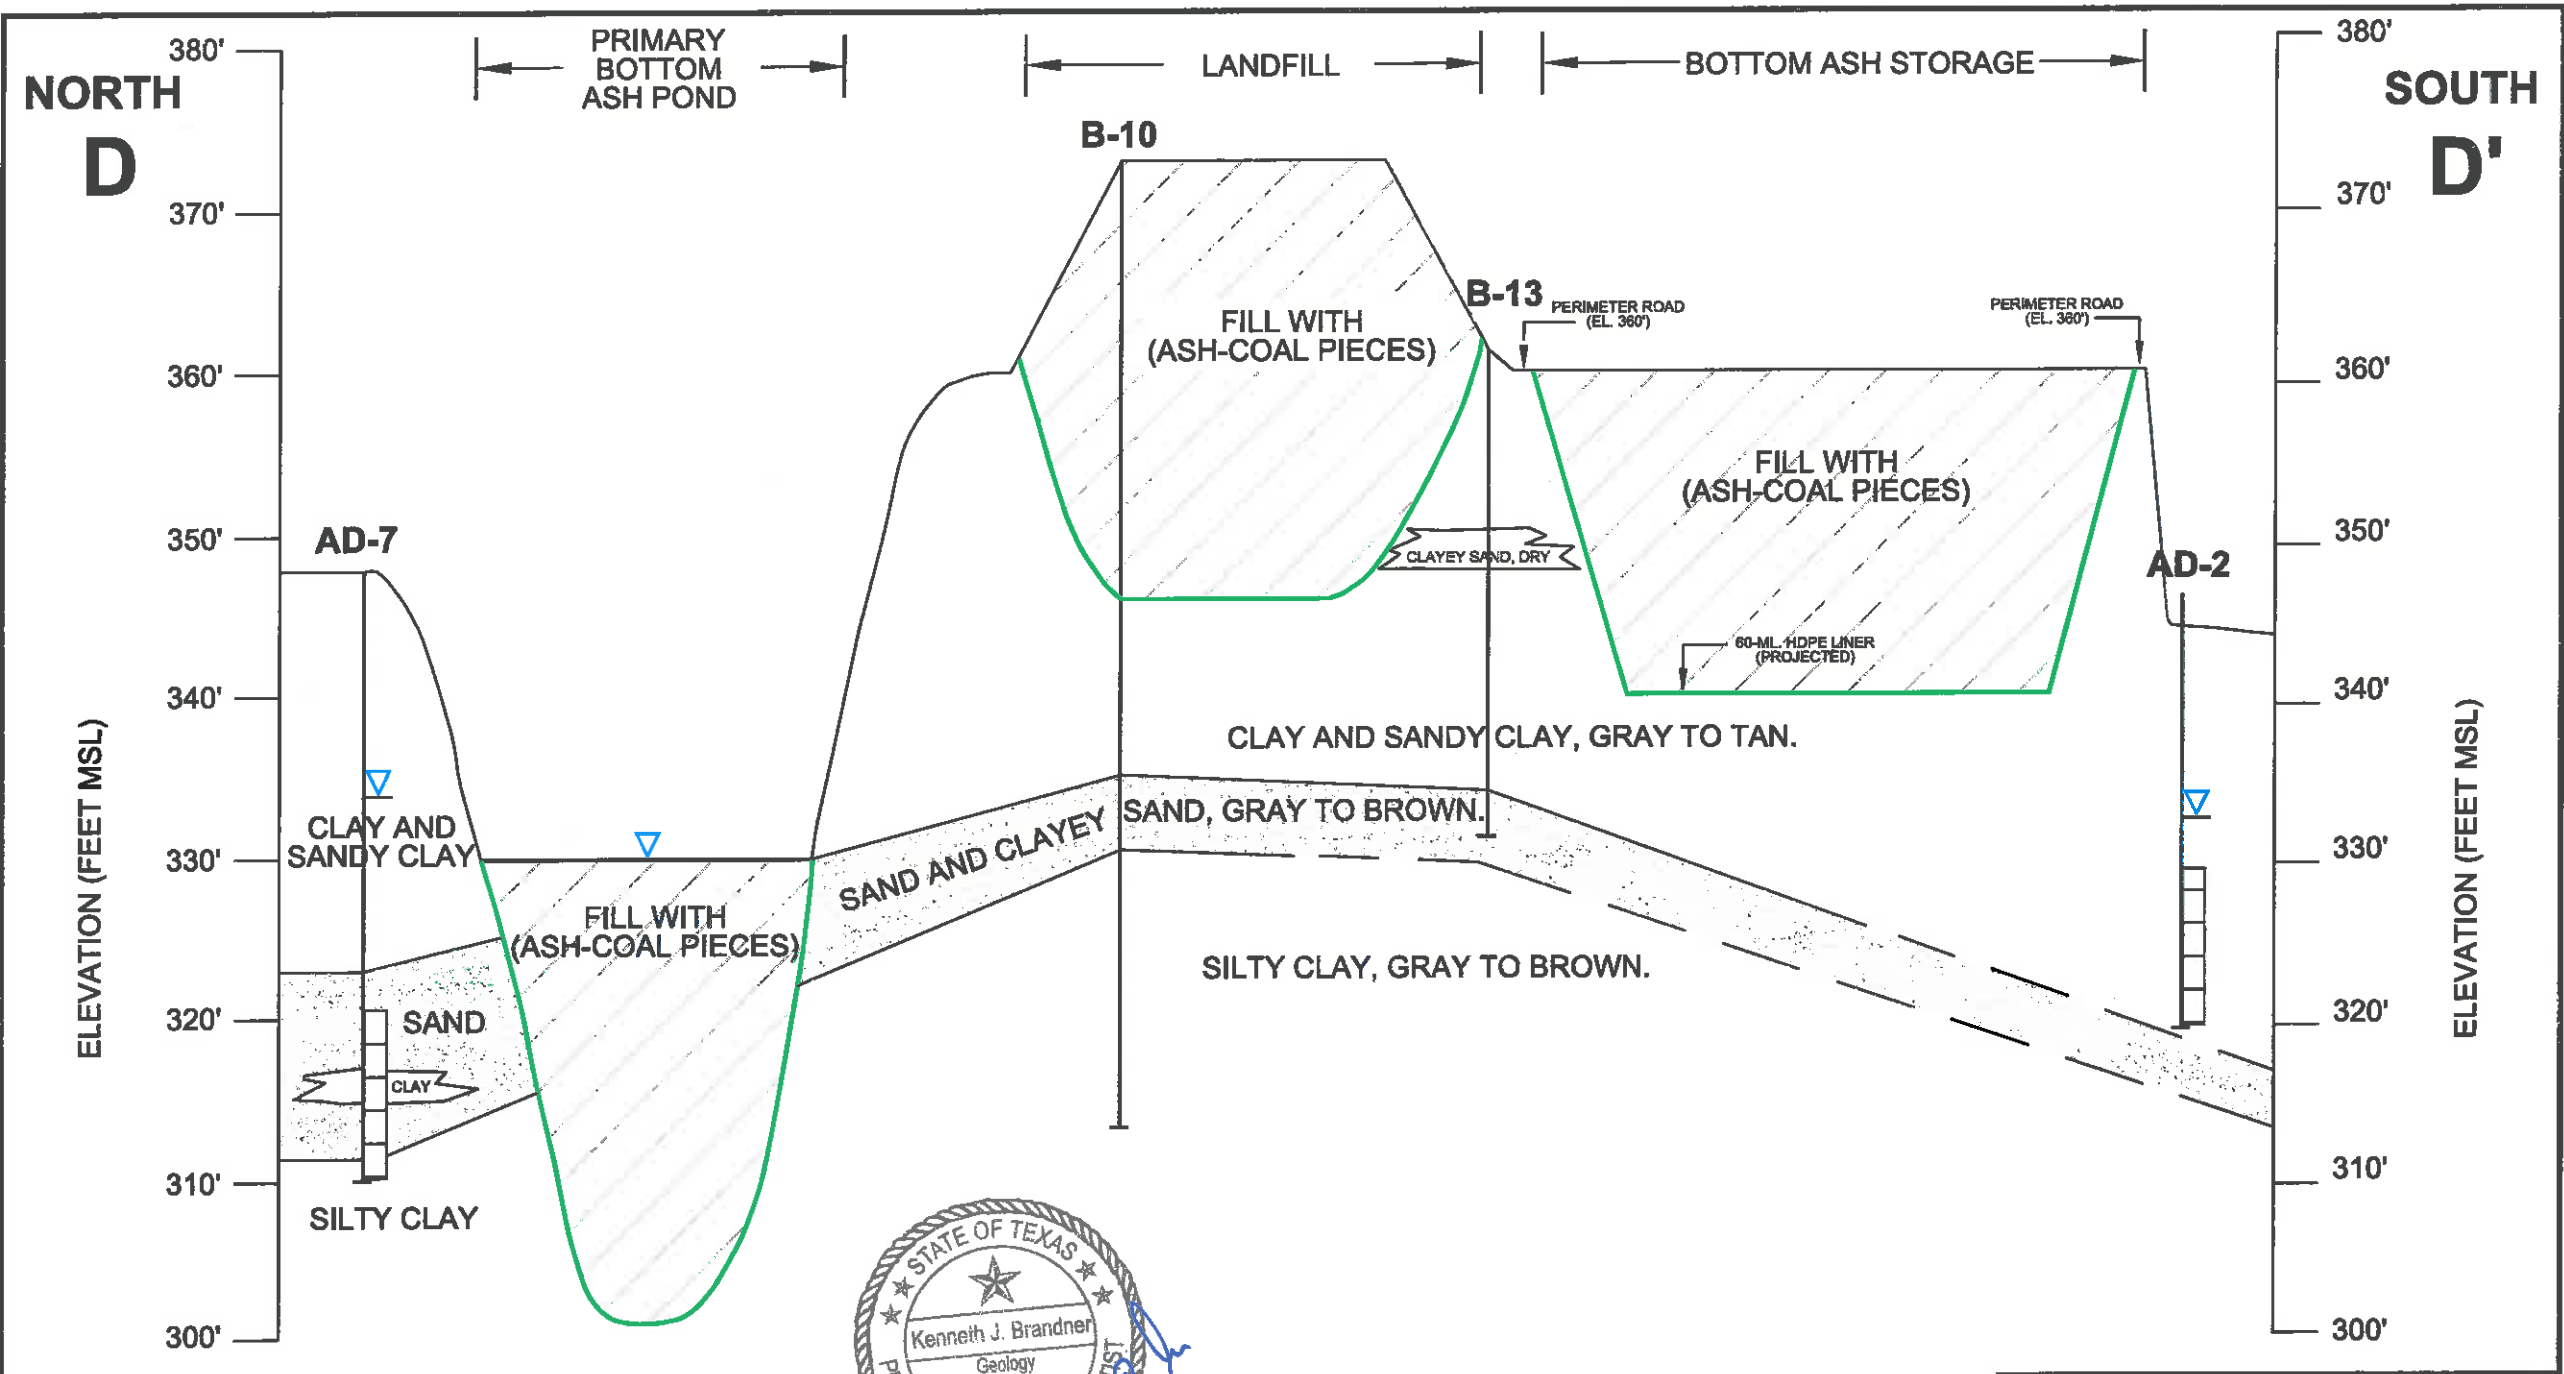 NORTH
D
SOUTH
D'
PRIMARY
BOTTOM
ASH POND
LANDFILL
BOTTOM ASH STORAGE
380'
370'
360'
350'
340'
330'
320'
310'
300'
ELEVATION (FEET MSL)
380'
370'
360'
350'
340'
330'
320'
310'
300'
ELEVATION (FEET MSL)
B-10
B-13
PERIMETER ROAD
(EL. 360')
PERIMETER ROAD
(EL. 360')
FILL WITH
(ASH-COAL PIECES)
FILL WITH
(ASH-COAL PIECES)
AD-7
CLAYEY SAND, DRY
AD-2
60-ML. HDPE LINER
(PROJECTED)
CLAY AND SANDY CLAY, GRAY TO TAN.
CLAY AND
SANDY CLAY
SAND AND CLAYEY SAND, GRAY TO BROWN.
FILL WITH
(ASH-COAL PIECES)
SILTY CLAY, GRAY TO BROWN.
SAND
CLAY
SILTY CLAY
STATE OF TEXAS
Kenneth J. Brandner
Geology